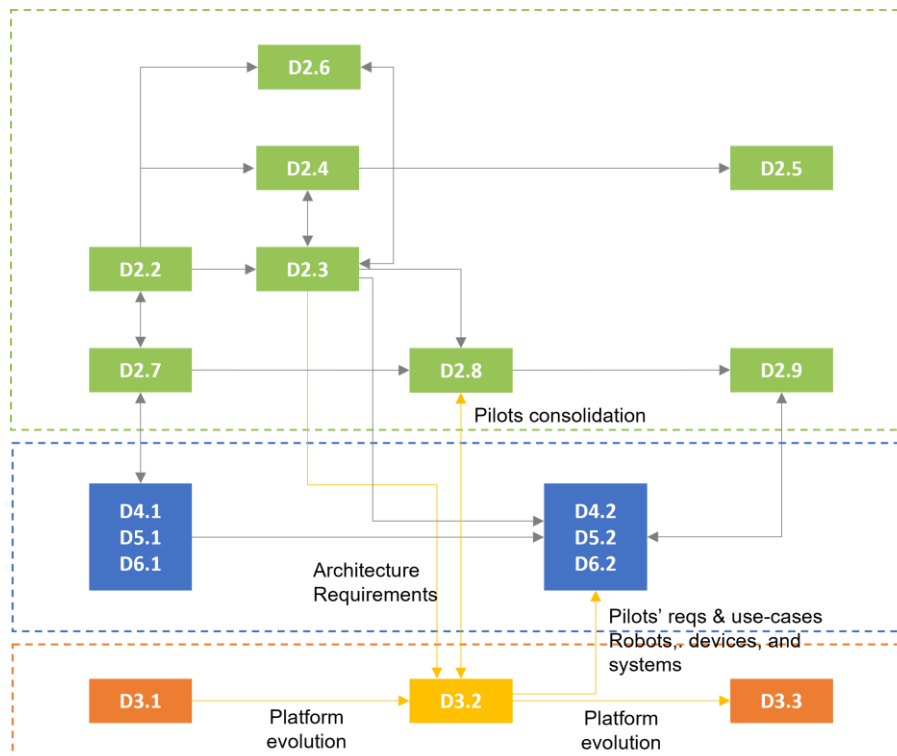 D2.6
D2.4
D2.5
D2.2
D2.3
D2.7
D2.8
D2.9
Pilots consolidation
D4.1
D5.1
D6.1
D4.2
D5.2
D6.2
Architecture
Requirements
Pilots’ reqs & use-cases
Robots,. devices, and
systems
D3.1
D3.2
D3.3
Platform
evolution
Platform
evolution